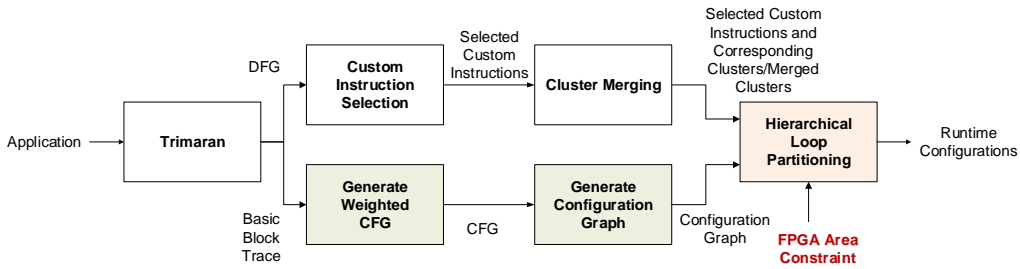 Application
Trimaran
DFG
Basic
Block
Trace
Custom
Instruction
Selection
Selected
Custom
Instructions
Cluster Merging
Selected Custom
Instructions and
Corresponding
Clusters/Merged
Clusters
Generate
Weighted
CFG
CFG
Generate
Configuration
Graph
Configuration
Graph
Hierarchical
Loop
Partitioning
FPGA Area
Constraint
Runtime
Configurations